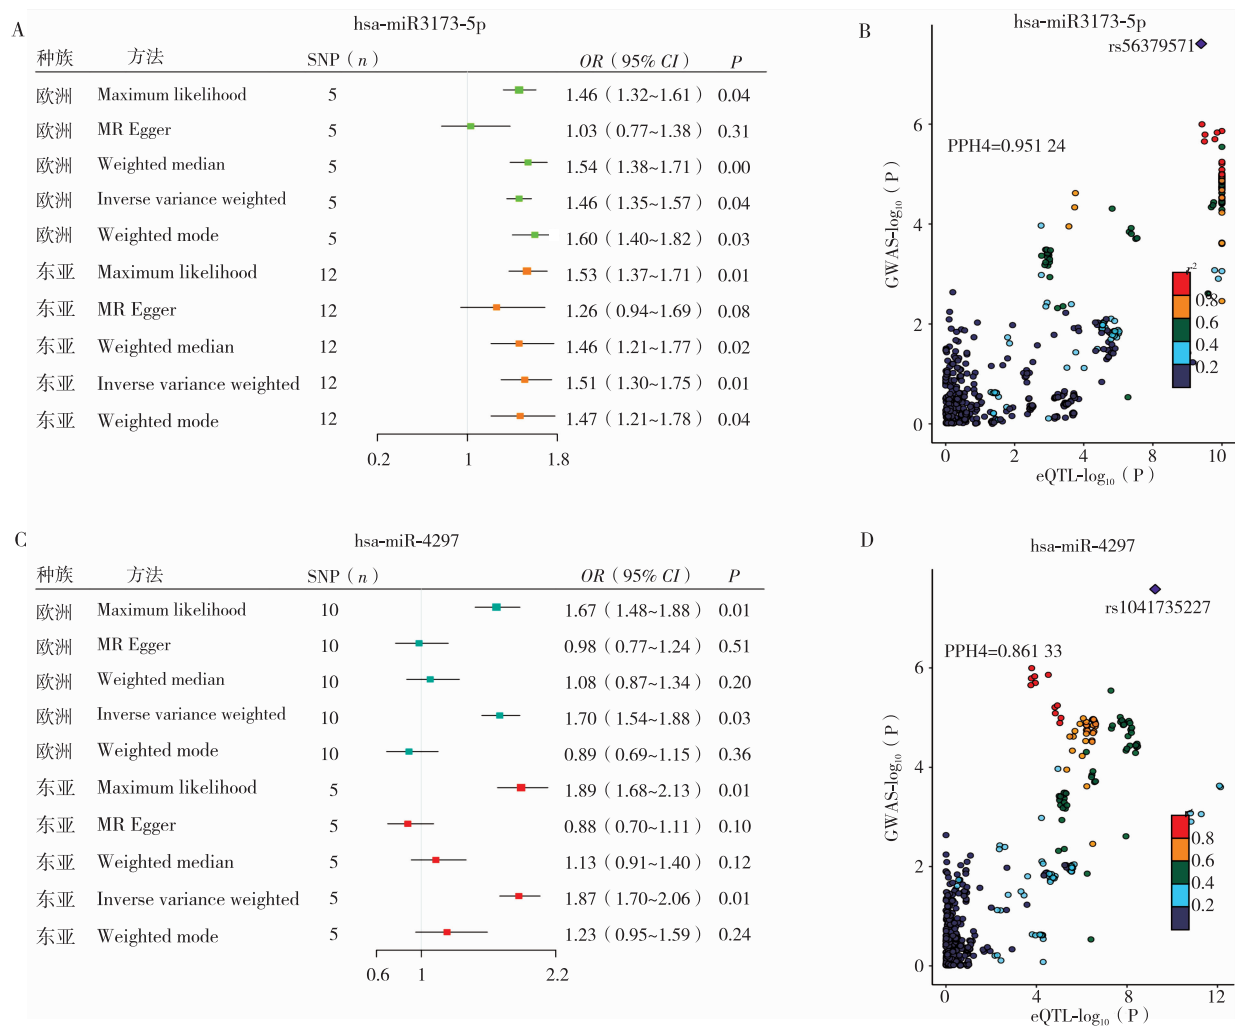 A
hsa-miR3173-5p
种族 方法 SNP（n） OR（95% CI） P
欧洲 Maximum likelihood 5 1.46（1.32~1.61） 0.04
欧洲 MR Egger 5 1.03（0.77~1.38） 0.31
欧洲 Weighted median 5 1.54（1.38~1.71） 0.00
欧洲 Inverse variance weighted 5 1.46（1.35~1.57） 0.04
欧洲 Weighted mode 5 1.60（1.40~1.82） 0.03
东亚 Maximum likelihood 12 1.53（1.37~1.71） 0.01
东亚 MR Egger 12 1.26（0.94~1.69） 0.08
东亚 Weighted median 12 1.46（1.21~1.77） 0.02
东亚 Inverse variance weighted 12 1.51（1.30~1.75） 0.01
东亚 Weighted mode 12 1.47（1.21~1.78） 0.04
0.2 1 1.8
B
hsa-miR3173-5p
rs56379571
PPH4=0.951 24
GWAS-log₁₀（P）
6
4
2
0
r²
0.8
0.6
0.4
0.2
0 2 4 6 8 10
eQTL-log₁₀（P）
C
hsa-miR-4297
种族 方法 SNP（n） OR（95% CI） P
欧洲 Maximum likelihood 10 1.67（1.48~1.88） 0.01
欧洲 MR Egger 10 0.98（0.77~1.24） 0.51
欧洲 Weighted median 10 1.08（0.87~1.34） 0.20
欧洲 Inverse variance weighted 10 1.70（1.54~1.88） 0.03
欧洲 Weighted mode 10 0.89（0.69~1.15） 0.36
东亚 Maximum likelihood 5 1.89（1.68~2.13） 0.01
东亚 MR Egger 5 0.88（0.70~1.11） 0.10
东亚 Weighted median 5 1.13（0.91~1.40） 0.12
东亚 Inverse variance weighted 5 1.87（1.70~2.06） 0.01
东亚 Weighted mode 5 1.23（0.95~1.59） 0.24
0.6 1 2.2
D
hsa-miR-4297
rs1041735227
PPH4=0.861 33
GWAS-log₁₀（P）
6
4
2
0
0.8
0.6
0.4
0.2
0 4 8 12
eQTL-log₁₀（P）